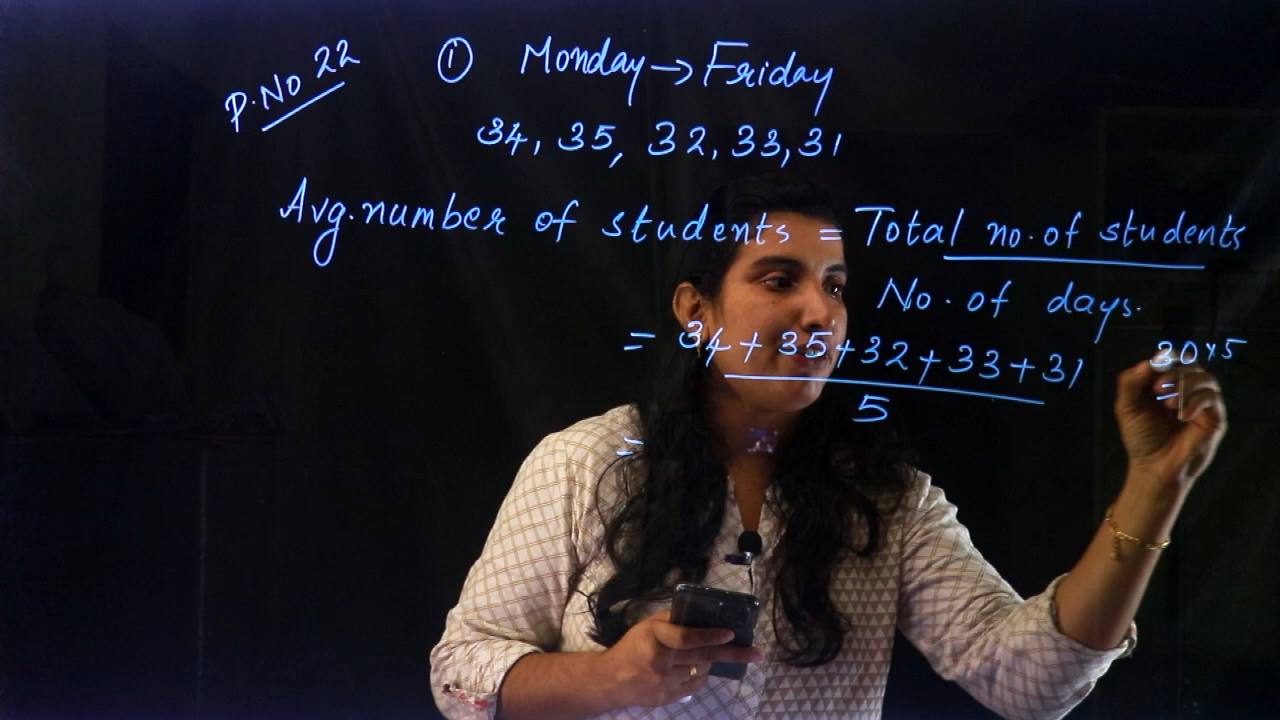 P.No 22
① Monday → Friday
34, 35, 32, 33, 31
Avg. number of students = Total no. of students
No. of days.
= 34 + 35 + 32 + 33 + 31
5
30 × 5
=
=